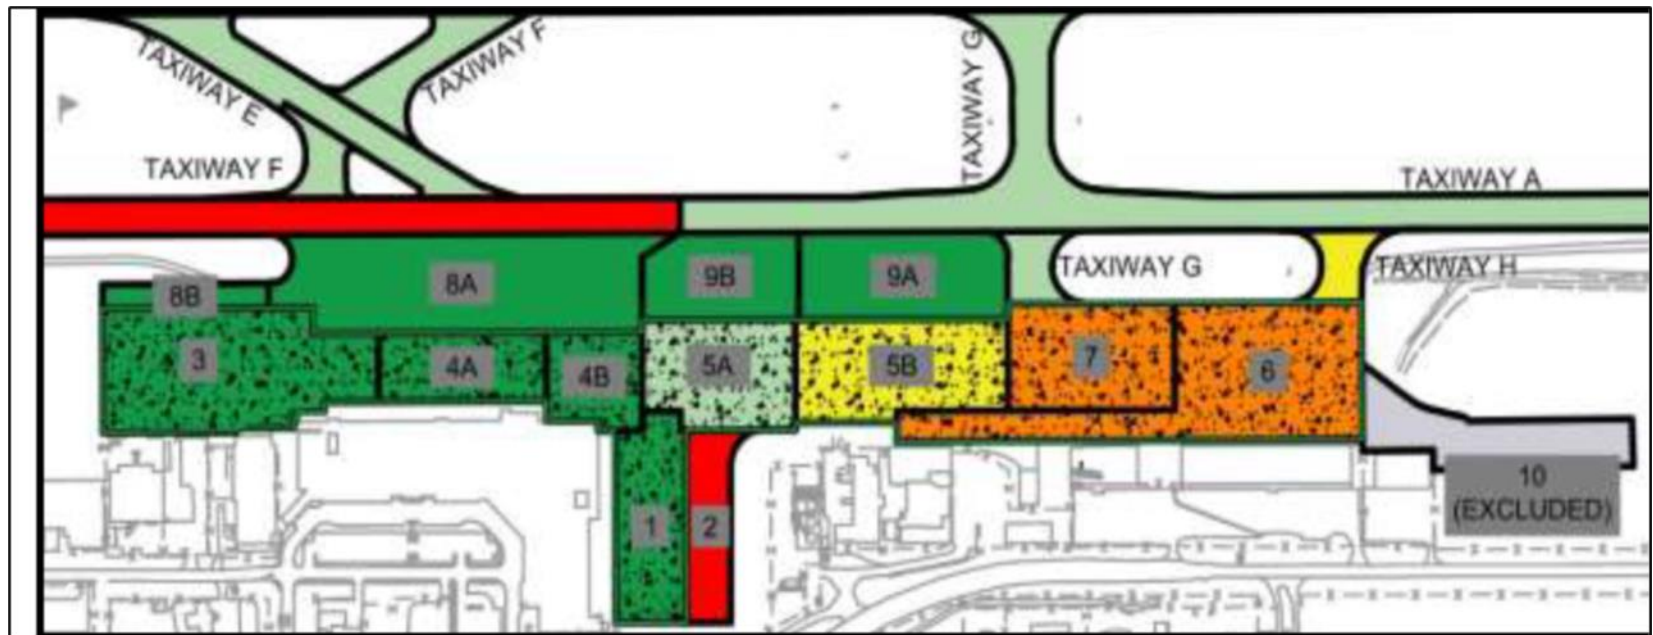 TAXIWAY E
TAXIWAY F
TAXIWAY G
TAXIWAY F
TAXIWAY A
TAXIWAY G
TAXIWAY H
8B
8A
9B
9A
3
4A
4B
5A
5B
7
6
1
2
10
(EXCLUDED)